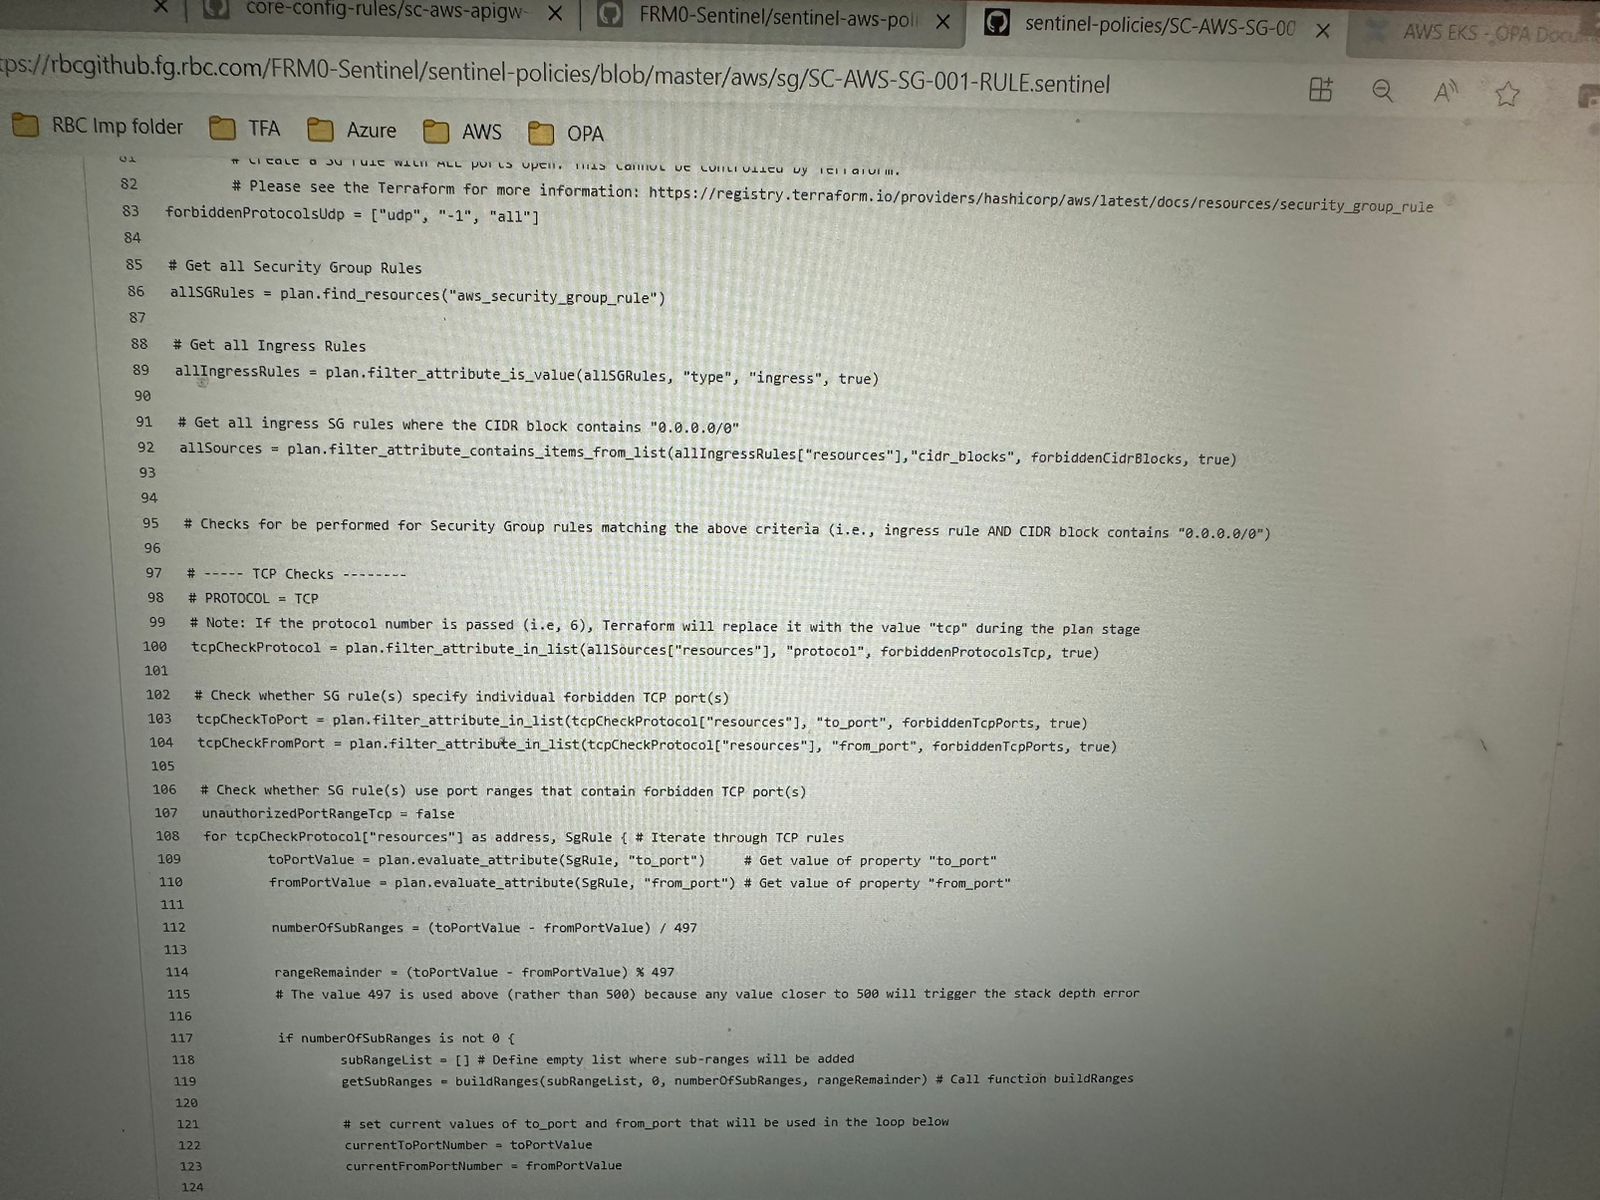 core-config-rules/sc-aws-apigw-
FRM0-Sentinel/sentinel-aws-poli
sentinel-policies/SC-AWS-SG-00
AWS EKS - OPA Docu
tps://rbcgithub.fg.rbc.com/FRM0-Sentinel/sentinel-policies/blob/master/aws/sg/SC-AWS-SG-001-RULE.sentinel
RBC Imp folder TFA Azure AWS OPA
81 # Create a SG rule with ALL ports open. This cannot be controlled by Terraform.
82 # Please see the Terraform for more information: https://registry.terraform.io/providers/hashicorp/aws/latest/docs/resources/security_group_rule
83 forbiddenProtocolsUdp = ["udp", "-1", "all"]
84
85 # Get all Security Group Rules
86 allSGRules = plan.find_resources("aws_security_group_rule")
87
88 # Get all Ingress Rules
89 allIngressRules = plan.filter_attribute_is_value(allSGRules, "type", "ingress", true)
90
91 # Get all ingress SG rules where the CIDR block contains "0.0.0.0/0"
92 allSources = plan.filter_attribute_contains_items_from_list(allIngressRules["resources"],"cidr_blocks", forbiddenCidrBlocks, true)
93
94
95 # Checks for be performed for Security Group rules matching the above criteria (i.e., ingress rule AND CIDR block contains "0.0.0.0/0")
96
97 # ----- TCP Checks --------
98 # PROTOCOL = TCP
99 # Note: If the protocol number is passed (i.e, 6), Terraform will replace it with the value "tcp" during the plan stage
100 tcpCheckProtocol = plan.filter_attribute_in_list(allSources["resources"], "protocol", forbiddenProtocolsTcp, true)
101
102 # Check whether SG rule(s) specify individual forbidden TCP port(s)
103 tcpCheckToPort = plan.filter_attribute_in_list(tcpCheckProtocol["resources"], "to_port", forbiddenTcpPorts, true)
104 tcpCheckFromPort = plan.filter_attribute_in_list(tcpCheckProtocol["resources"], "from_port", forbiddenTcpPorts, true)
105
106 # Check whether SG rule(s) use port ranges that contain forbidden TCP port(s)
107 unauthorizedPortRangeTcp = false
108 for tcpCheckProtocol["resources"] as address, SgRule { # Iterate through TCP rules
109 toPortValue = plan.evaluate_attribute(SgRule, "to_port") # Get value of property "to_port"
110 fromPortValue = plan.evaluate_attribute(SgRule, "from_port") # Get value of property "from_port"
111
112 numberOfSubRanges = (toPortValue - fromPortValue) / 497
113
114 rangeRemainder = (toPortValue - fromPortValue) % 497
115 # The value 497 is used above (rather than 500) because any value closer to 500 will trigger the stack depth error
116
117 if numberOfSubRanges is not 0 {
118 subRangeList = [] # Define empty list where sub-ranges will be added
119 getSubRanges = buildRanges(subRangeList, 0, numberOfSubRanges, rangeRemainder) # Call function buildRanges
120
121 # set current values of to_port and from_port that will be used in the loop below
122 currentToPortNumber = toPortValue
123 currentFromPortNumber = fromPortValue
124